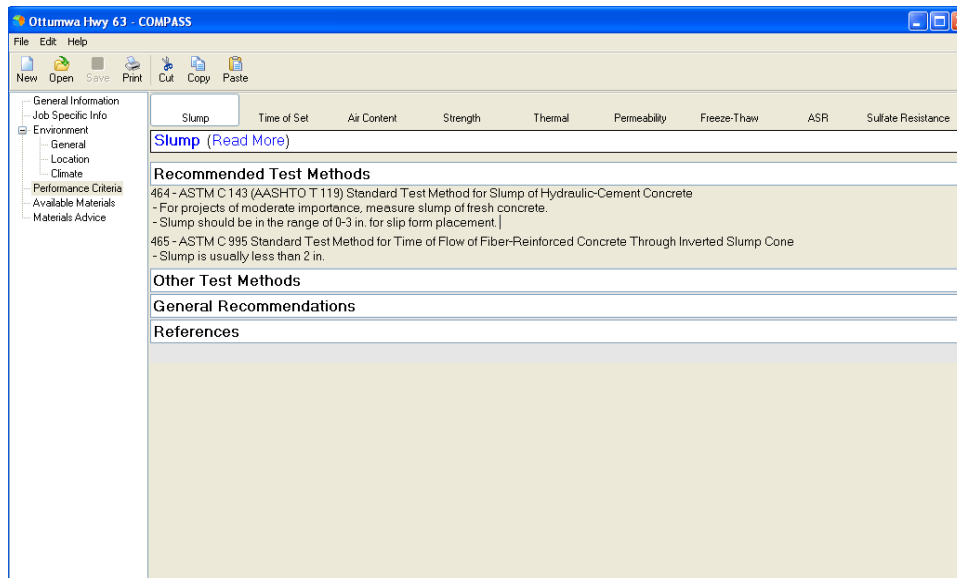 Ottumwa Hwy 63 - COMPASS
File Edit Help
New Open Save Print Cut Copy Paste
General Information
Job Specific Info
Environment
General
Location
Climate
Performance Criteria
Available Materials
Materials Advice
Slump Time of Set Air Content Strength Thermal Permeability Freeze-Thaw ASR Sulfate Resistance
Slump (Read More)
Recommended Test Methods
464 - ASTM C 143 (AASHTO T 119) Standard Test Method for Slump of Hydraulic-Cement Concrete
- For projects of moderate importance, measure slump of fresh concrete.
- Slump should be in the range of 0-3 in. for slip form placement.
465 - ASTM C 995 Standard Test Method for Time of Flow of Fiber-Reinforced Concrete Through Inverted Slump Cone
- Slump is usually less than 2 in.
Other Test Methods
General Recommendations
References